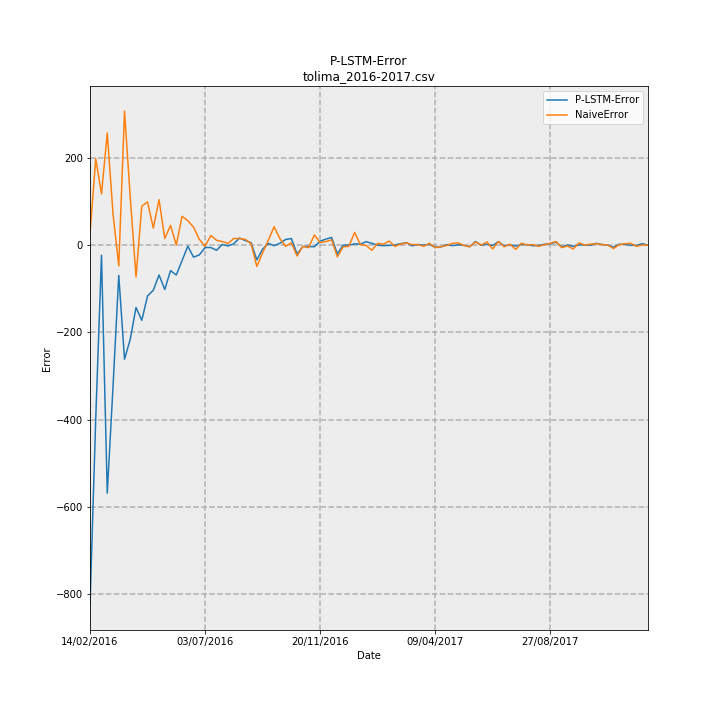 P-LSTM-Error
tolima_2016-2017.csv
P-LSTM-Error
NaiveError
200
0
−200
−400
−600
−800
Error
14/02/2016 03/07/2016 20/11/2016 09/04/2017 27/08/2017
Date